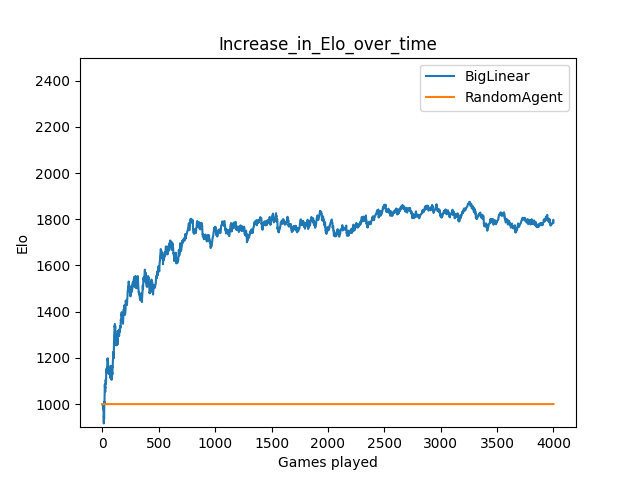 Increase_in_Elo_over_time
BigLinear
RandomAgent
2400
2200
2000
1800
1600
1400
1200
1000
Elo
0 500 1000 1500 2000 2500 3000 3500 4000
Games played